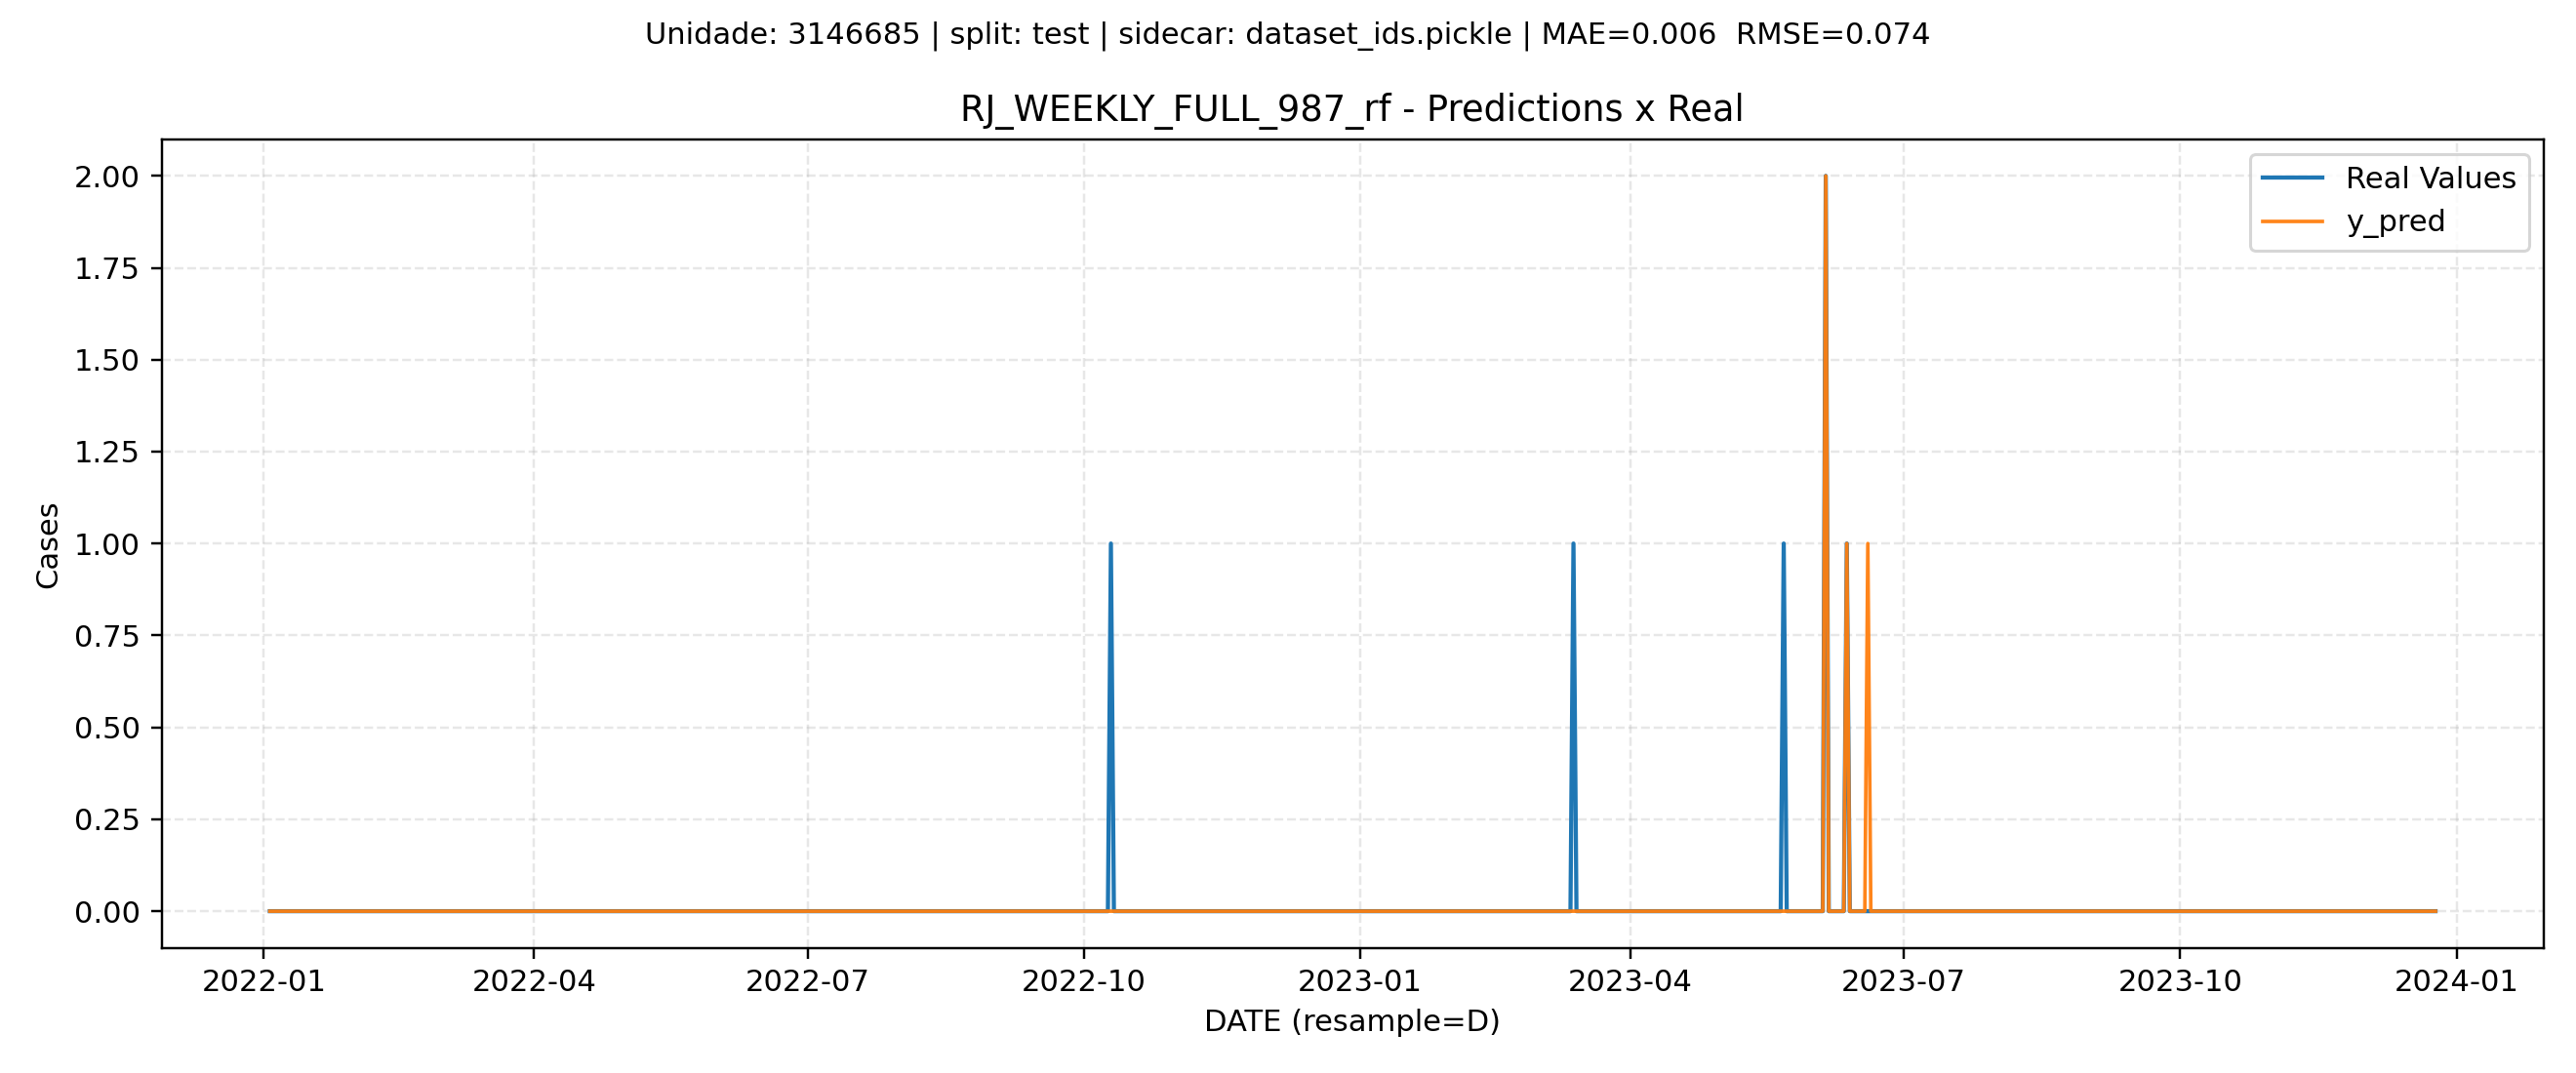 Unidade: 3146685 | split: test | sidecar: dataset_ids.pickle | MAE=0.006  RMSE=0.074
RJ_WEEKLY_FULL_987_rf - Predictions x Real
Real Values
y_pred
2.00
1.75
1.50
1.25
1.00
0.75
0.50
0.25
0.00
Cases
2022-01 2022-04 2022-07 2022-10 2023-01 2023-04 2023-07 2023-10 2024-01
DATE (resample=D)